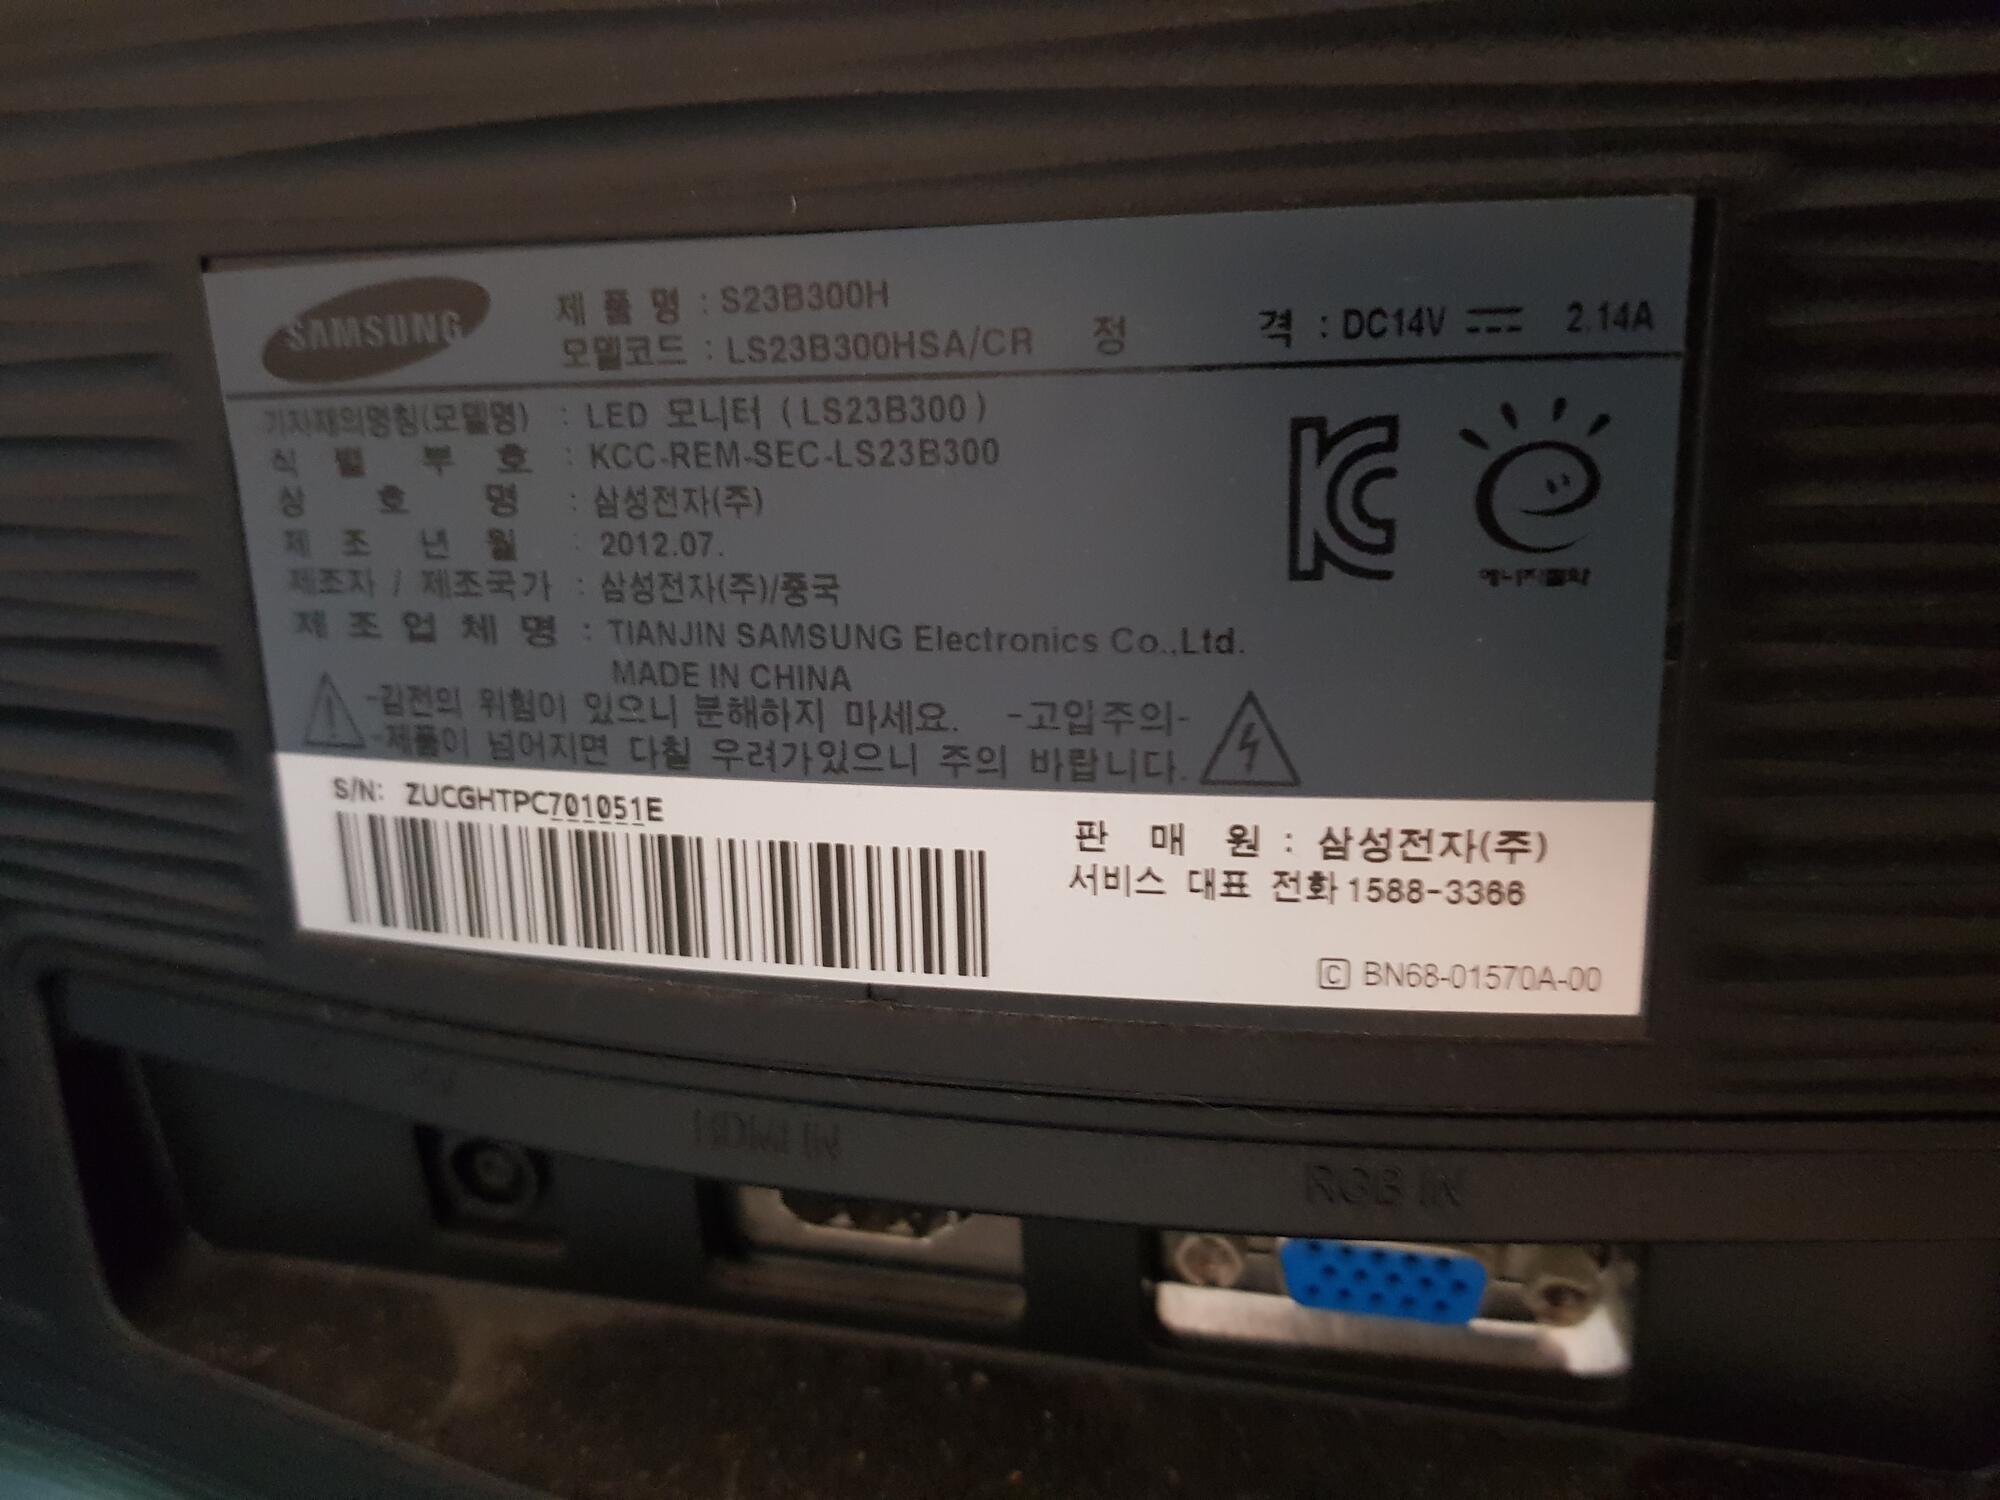 SAMSUNG
제 품 명 : S23B300H
모델코드 : LS23B300HSA/CR 정 격 : DC14V 2.14A
기자재의명칭(모델명) : LED 모니터 (LS23B300)
식 별 부 호 : KCC-REM-SEC-LS23B300
상 호 명 : 삼성전자(주)
제 조 년 월 : 2012.07.
제조자 / 제조국가 : 삼성전자(주)/중국
제 조 업 체 명 : TIANJIN SAMSUNG Electronics Co.,Ltd.
MADE IN CHINA
에너지절약
-감전의 위험이 있으니 분해하지 마세요. -고압주의-
-제품이 넘어지면 다칠 우려가있으니 주의 바랍니다.
S/N: ZUCGHTPC701051E
판 매 원 : 삼성전자(주)
서비스 대표 전화 1588-3366
C BN68-01570A-00
HDMI IN
RGB IN